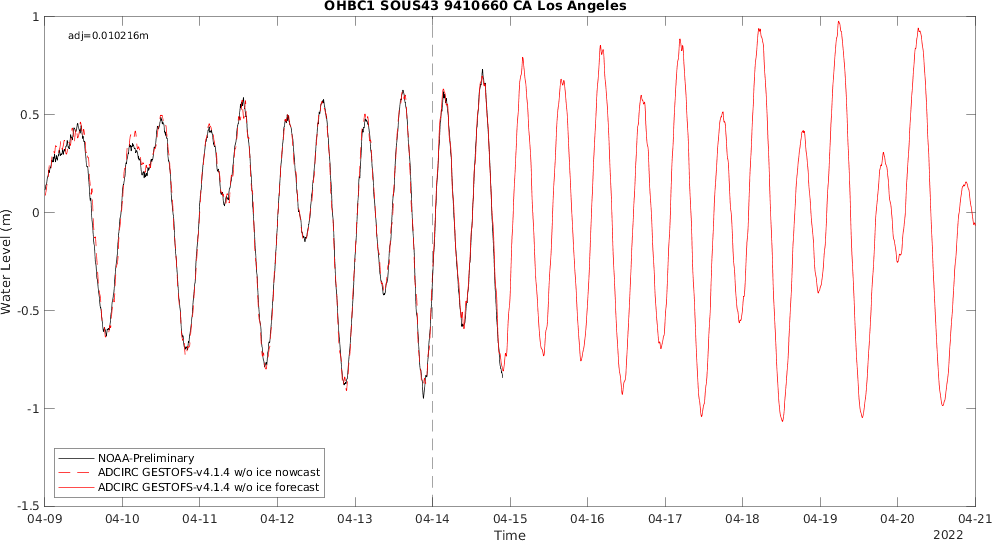 OHBC1 SOUS43 9410660 CA Los Angeles
adj=0.010216m
1
0.5
0
-0.5
-1
-1.5
Water Level (m)
NOAA-Preliminary
ADCIRC GESTOFS-v4.1.4 w/o ice nowcast
ADCIRC GESTOFS-v4.1.4 w/o ice forecast
04-09 04-10 04-11 04-12 04-13 04-14 04-15 04-16 04-17 04-18 04-19 04-20 04-21
Time
2022